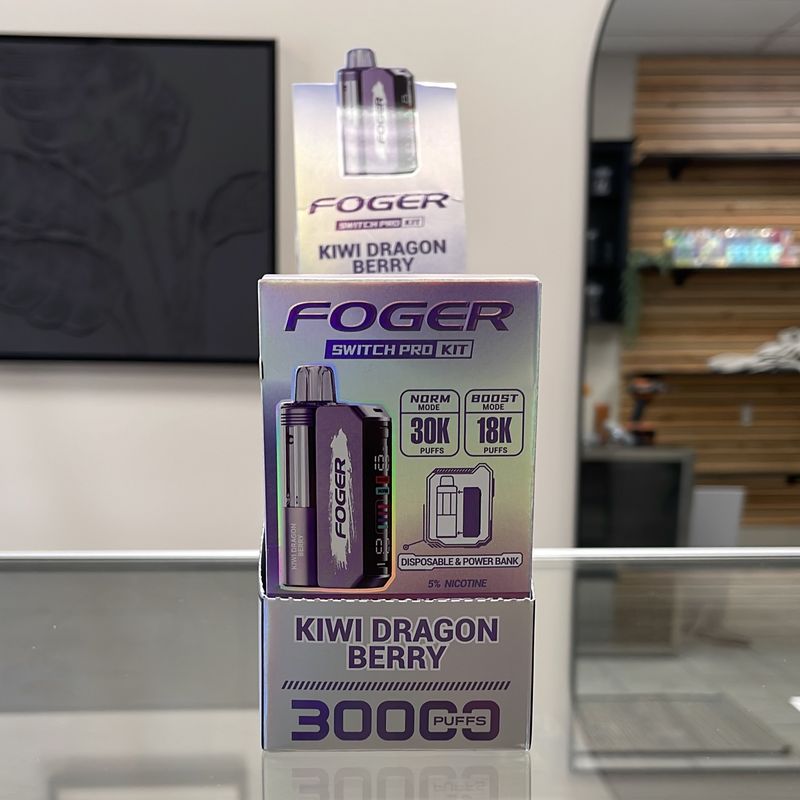 FOGER
FOGER
SWITCH PRO KIT
KIWI DRAGON
BERRY
FOGER
SWITCH PRO KIT
NORM
MODE
30K
PUFFS
BOOST
MODE
18K
PUFFS
FOGER
KIWI DRAGON
BERRY
DISPOSABLE & POWER BANK
5% NICOTINE
KIWI DRAGON
BERRY
30000 PUFFS